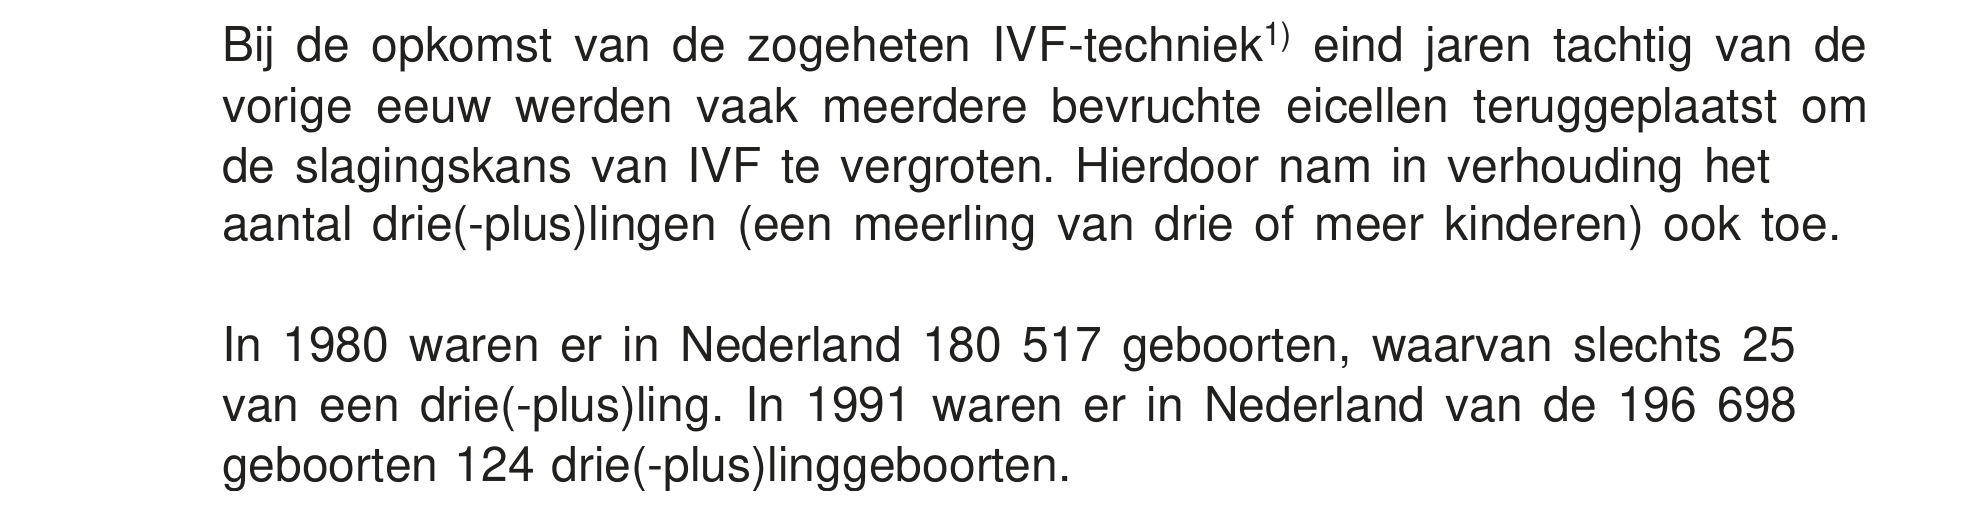 Bij de opkomst van de zogeheten IVF-techniek1) eind jaren tachtig van de
vorige eeuw werden vaak meerdere bevruchte eicellen teruggeplaatst om
de slagingskans van IVF te vergroten. Hierdoor nam in verhouding het
aantal drie(-plus)lingen (een meerling van drie of meer kinderen) ook toe.
In 1980 waren er in Nederland 180 517 geboorten, waarvan slechts 25
van een drie(-plus)ling. In 1991 waren er in Nederland van de 196 698
geboorten 124 drie(-plus)linggeboorten.